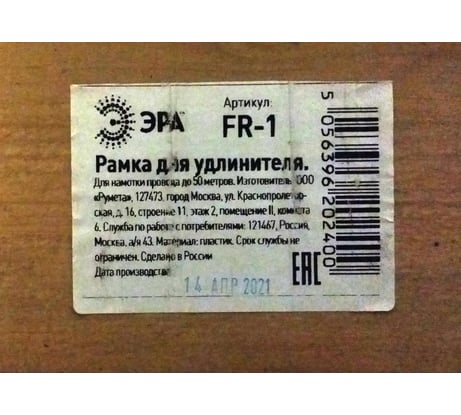 ЭРА
Артикул:
FR-1
Рамка для удлинителя.
Для намотки провода до 50 метров. Изготовитель: ООО
«Румета», 127473, город Москва, ул. Краснопролетар-
ская, д. 16, строение 11, этаж 2, помещение II, комната
6. Служба по работе с потребителями: 121467, Россия,
Москва, а/я 43. Материал: пластик. Срок службы не
ограничен. Сделано в России
Дата производства:
14 АПР 2021
EAC
5 056396 202400